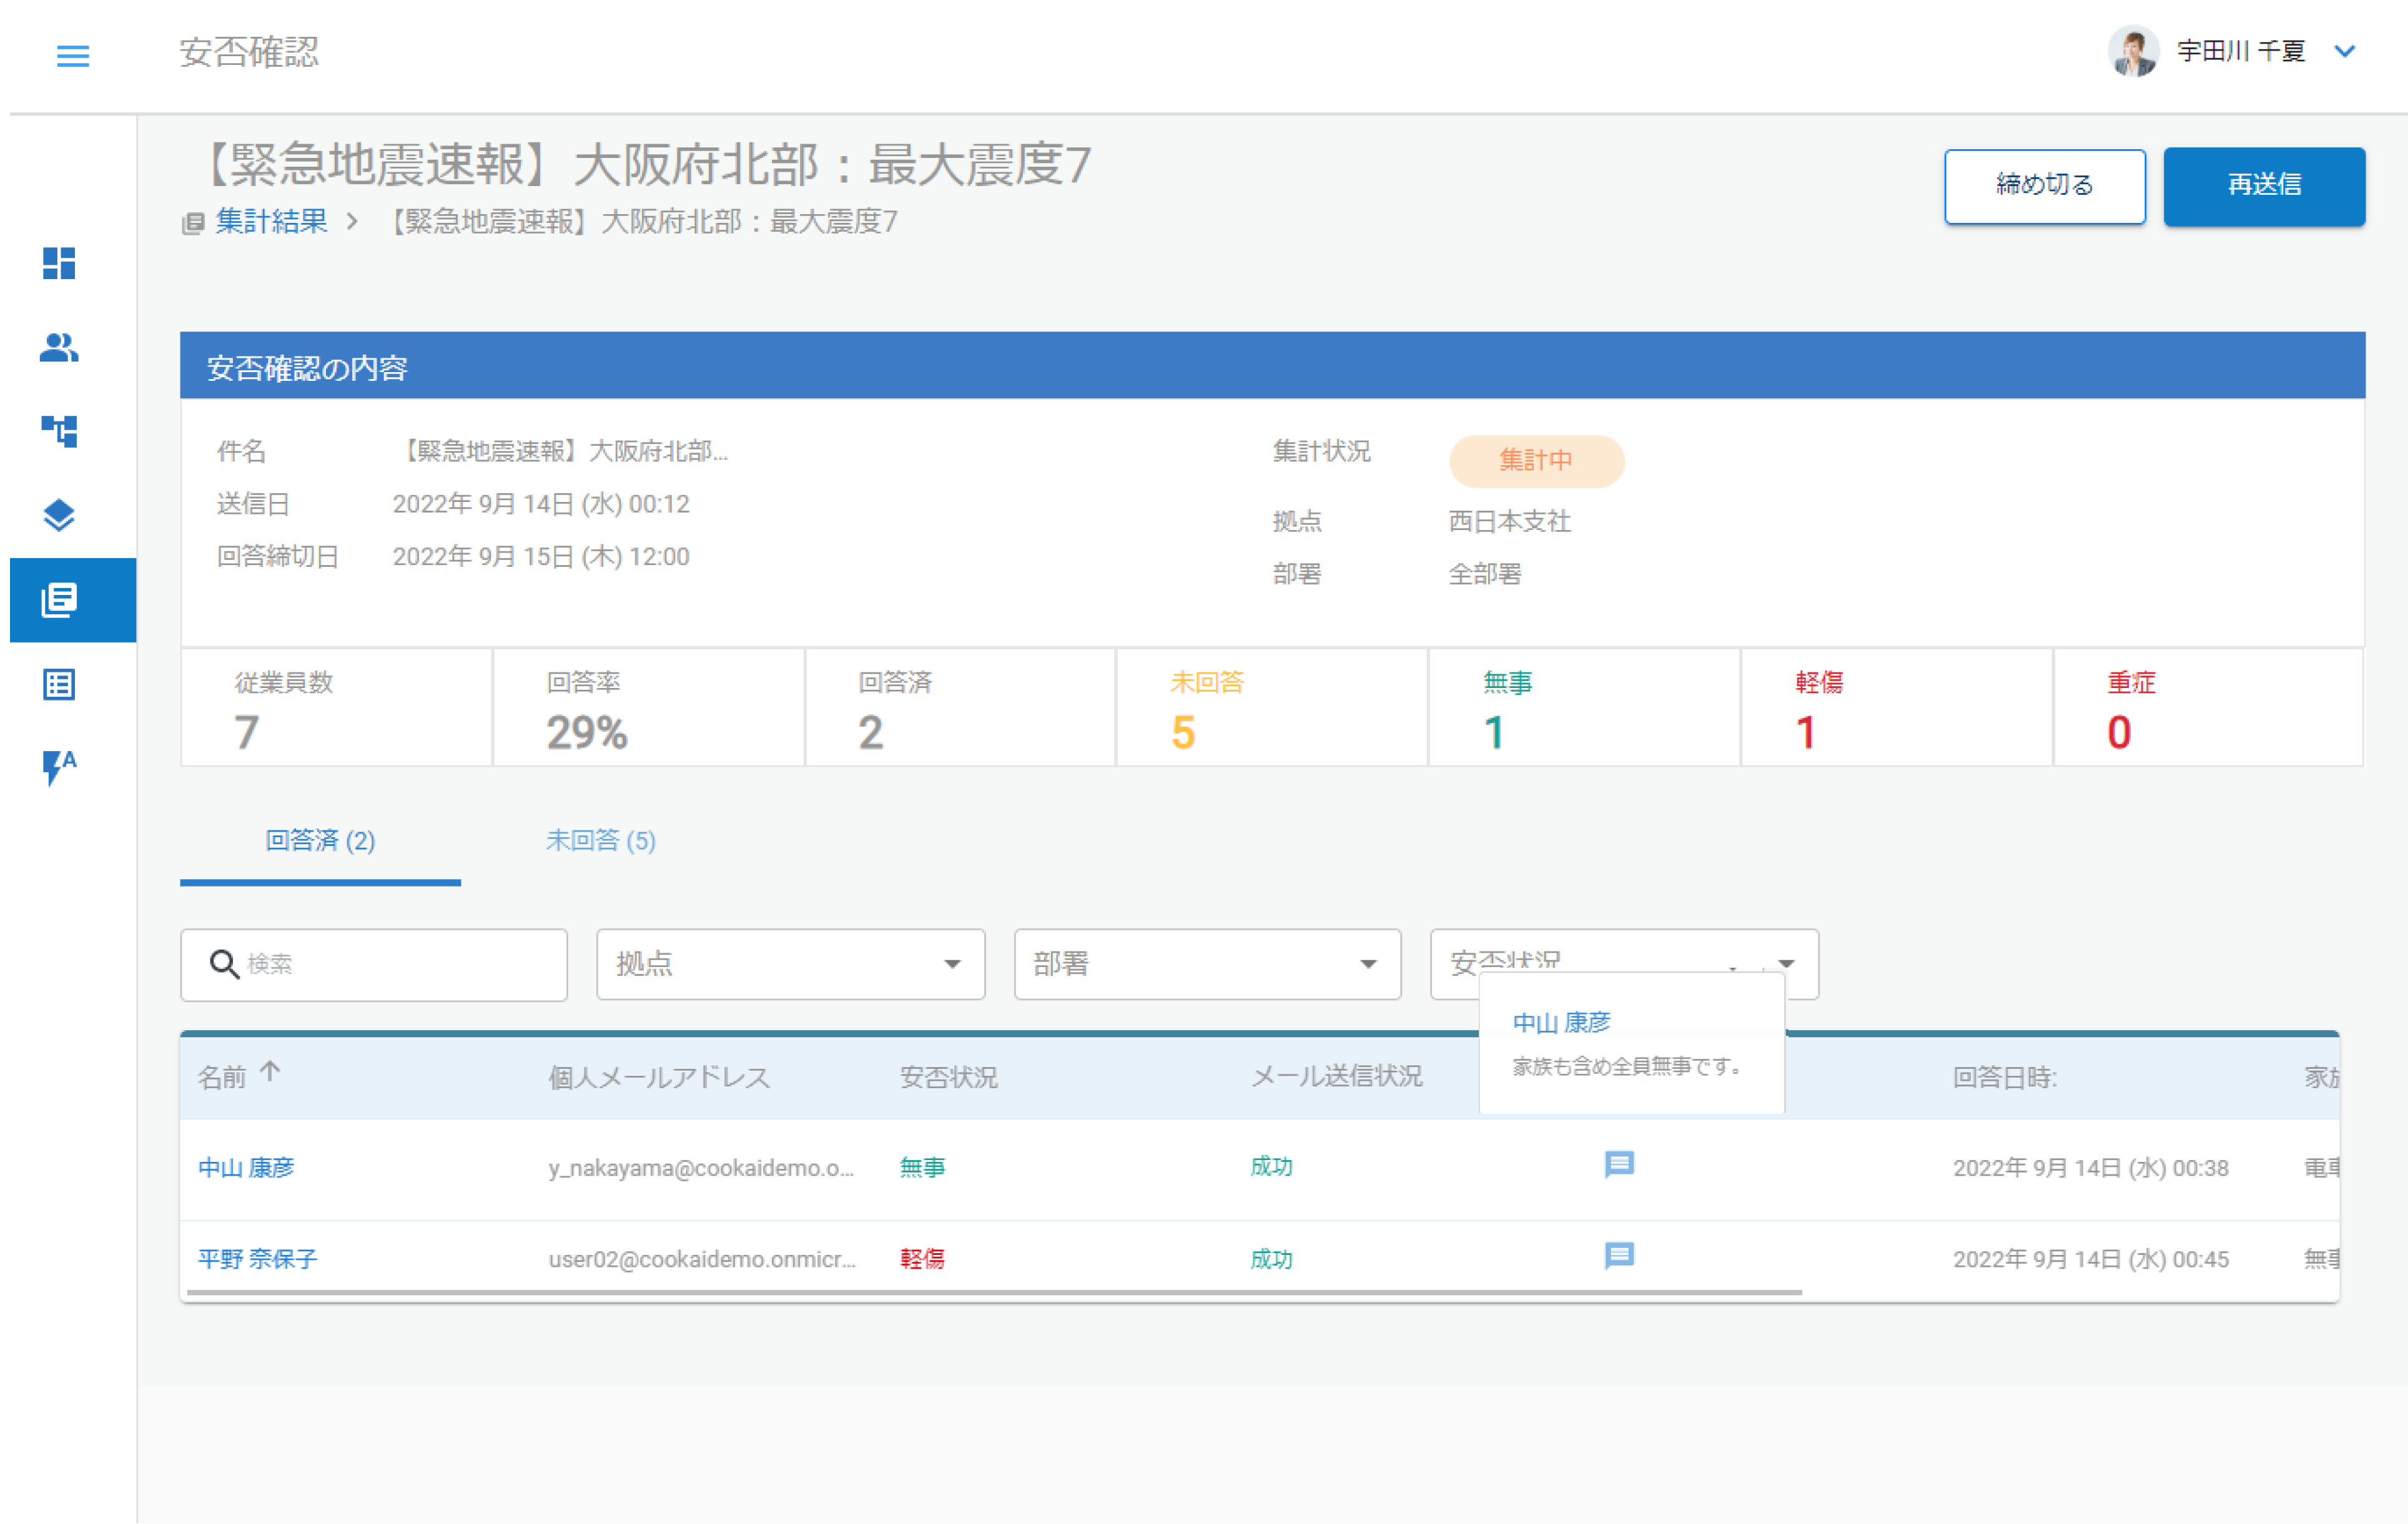 安否確認
宇田川 千夏
【緊急地震速報】大阪府北部：最大震度7
締め切る
再送信
集計結果 > 【緊急地震速報】大阪府北部：最大震度7
安否確認の内容
件名 【緊急地震速報】大阪府北部...
集計状況 集計中
送信日 2022年 9月 14日 (水) 00:12
拠点 西日本支社
回答締切日 2022年 9月 15日 (木) 12:00
部署 全部署
従業員数 回答率 回答済 未回答 無事 軽傷 重症
7 29% 2 5 1 1 0
回答済 (2) 未回答 (5)
検索 拠点 部署 安否状況
中山 康彦
家族も含め全員無事です。
名前 個人メールアドレス 安否状況 メール送信状況 回答日時: 家族
中山 康彦 y_nakayama@cookaidemo.o... 無事 成功 2022年 9月 14日 (水) 00:38 電車
平野 奈保子 user02@cookaidemo.onmicr... 軽傷 成功 2022年 9月 14日 (水) 00:45 無事